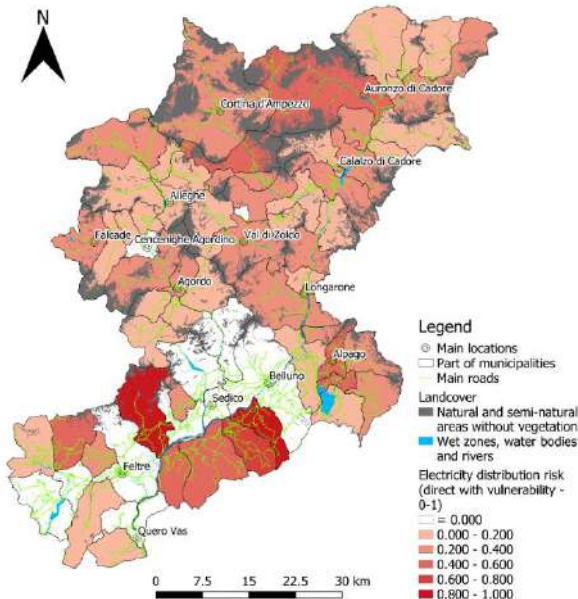 N
Auronzo di Cadore
Cortina d'Ampezzo
Calalzo di Cadore
Alleghe
Falcade
Cencenighe Agordino
Val di Zoldo
Agordo
Longarone
Alpago
Belluno
Sedico
Feltre
Quero Vas
Legend
Main locations
Part of municipalities
Main roads
Landcover
Natural and semi-natural
areas without vegetation
Wet zones, water bodies
and rivers
Electricity distribution risk
(direct with vulnerability -
0-1)
= 0.000
0.000 - 0.200
0.200 - 0.400
0.400 - 0.600
0.600 - 0.800
0.800 - 1.000
0 7.5 15 22.5 30 km